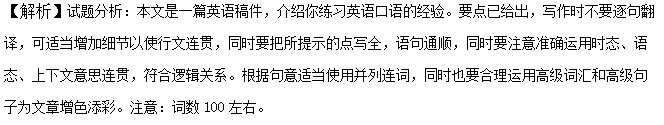 【解析】试题分析：本文是一篇英语稿件，介绍你练习英语口语的经验。要点已给出，写作时不要逐句翻
译，可适当增加细节以使行文连贯，同时要把所提示的点写全，语句通顺，同时要注意准确运用时态、语
态、上下文意思连贯，符合逻辑关系。根据句意适当使用并列连词，同时也要合理运用高级词汇和高级句
子为文章增色添彩。注意：词数 100 左右。